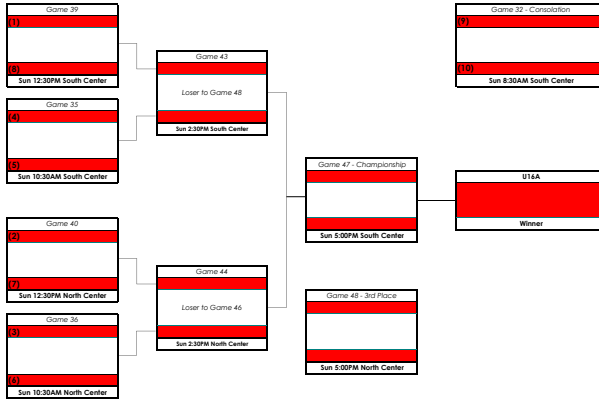 Game 39
(1)
(8)
Sun 12:30PM South Center
Game 35
(4)
(5)
Sun 10:30AM South Center
Game 40
(2)
(7)
Sun 12:30PM North Center
Game 36
(3)
(6)
Sun 10:30AM North Center
Game 43
Loser to Game 48
Sun 2:30PM South Center
Game 44
Loser to Game 46
Sun 2:30PM North Center
Game 47 - Championship
Sun 5:00PM South Center
Game 48 - 3rd Place
Sun 5:00PM North Center
Game 32 - Consolation
(9)
(10)
Sun 8:30AM South Center
U16A
Winner